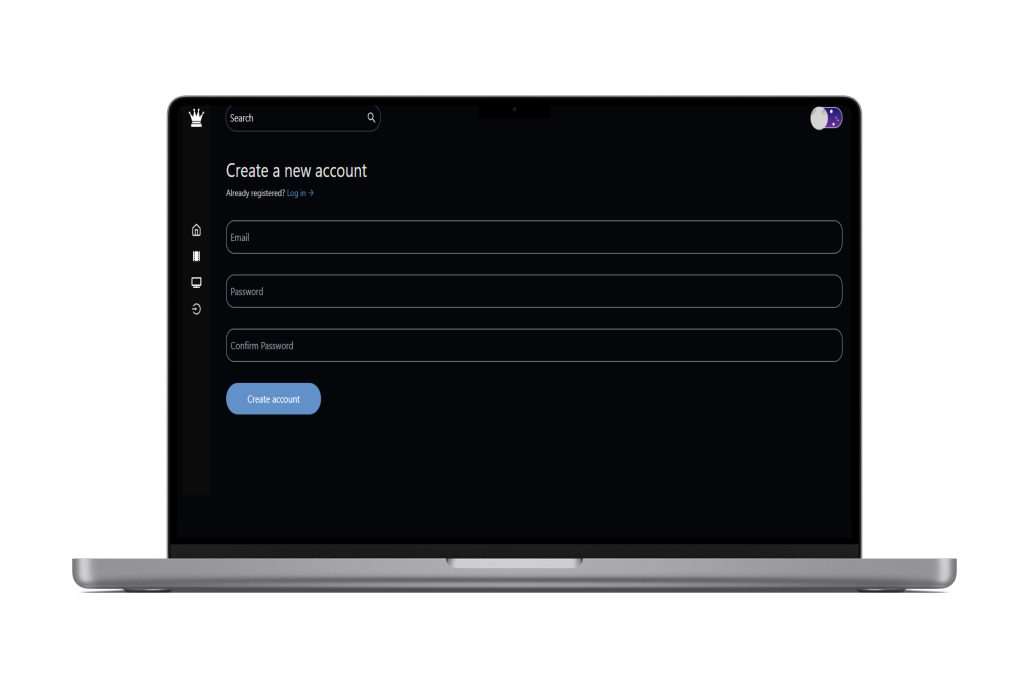 Search
Create a new account
Already registered? Log in →
Email
Password
Confirm Password
Create account